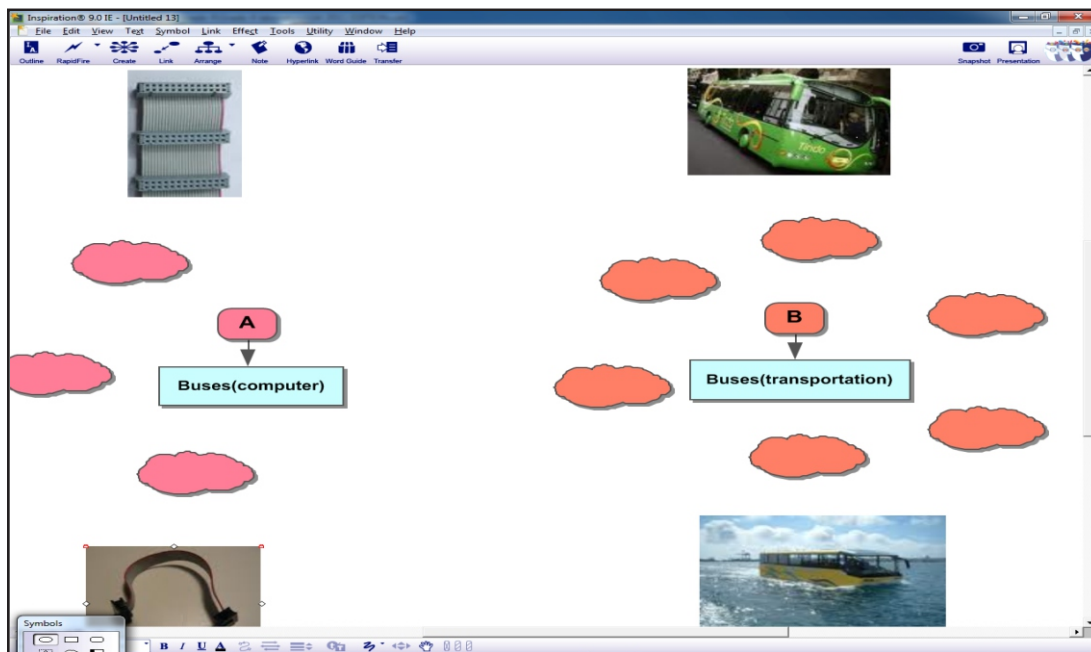 Inspiration® 9.0 IE - [Untitled 13]
File Edit View Text Symbol Link Effect Tools Utility Window Help
Outline RapidFire Create Link Arrange Note Hyperlink Word Guide Transfer Snapshot Presentation
Tindo
A
B
Buses(computer)
Buses(transportation)
Symbols
B I U A